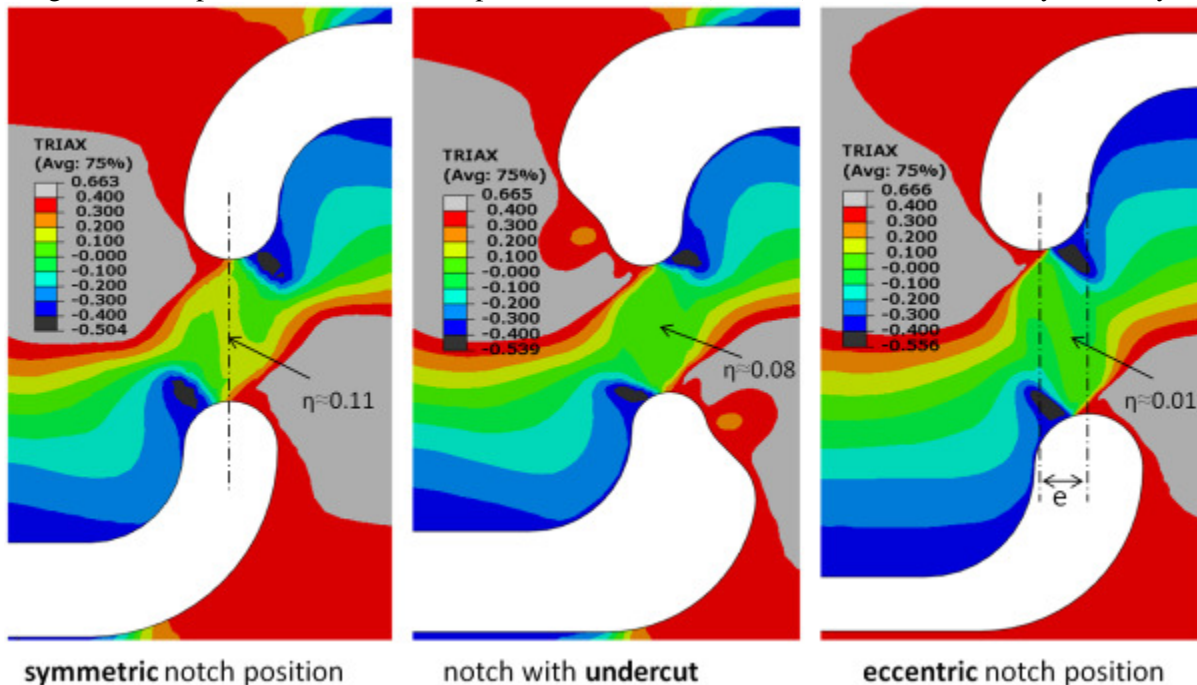 TRIAX
(Avg: 75%)
0.663
0.400
0.300
0.200
0.100
-0.000
-0.100
-0.200
-0.300
-0.400
-0.504
η≈0.11
symmetric notch position
TRIAX
(Avg: 75%)
0.665
0.400
0.300
0.200
0.100
-0.000
-0.100
-0.200
-0.300
-0.400
-0.539
η≈0.08
notch with undercut
TRIAX
(Avg: 75%)
0.666
0.400
0.300
0.200
0.100
-0.000
-0.100
-0.200
-0.300
-0.400
-0.556
η≈0.01
e
eccentric notch position